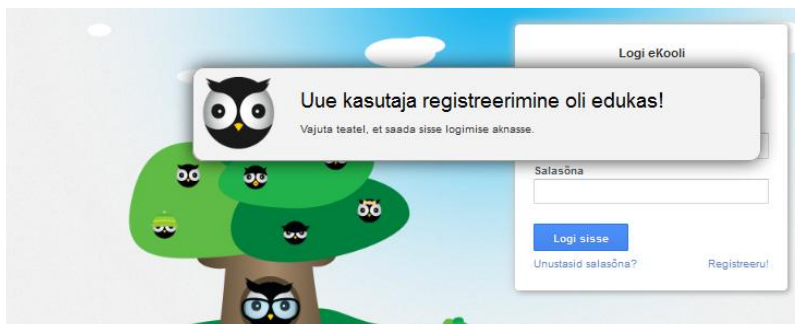 Logi eKooli
Uue kasutaja registreerimine oli edukas!
Vajuta teatel, et saada sisse logimise aknasse.
Salasõna
Logi sisse
Unustasid salasõna? Registreeru!